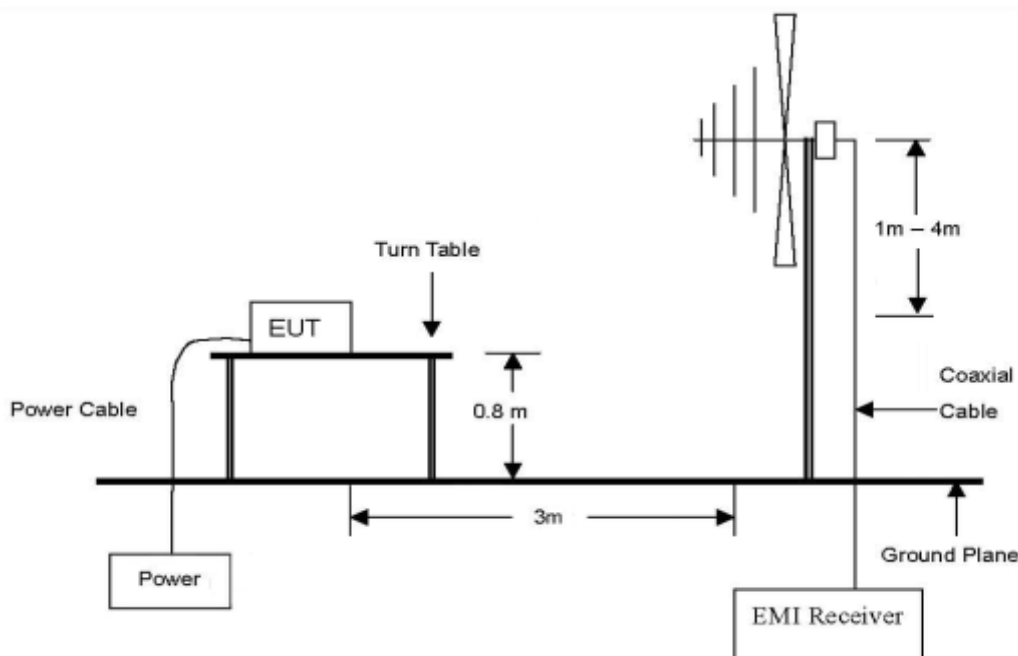 1m – 4m
Turn Table
EUT
Coaxial
Cable
Power Cable
0.8 m
3m
Ground Plane
Power
EMI Receiver